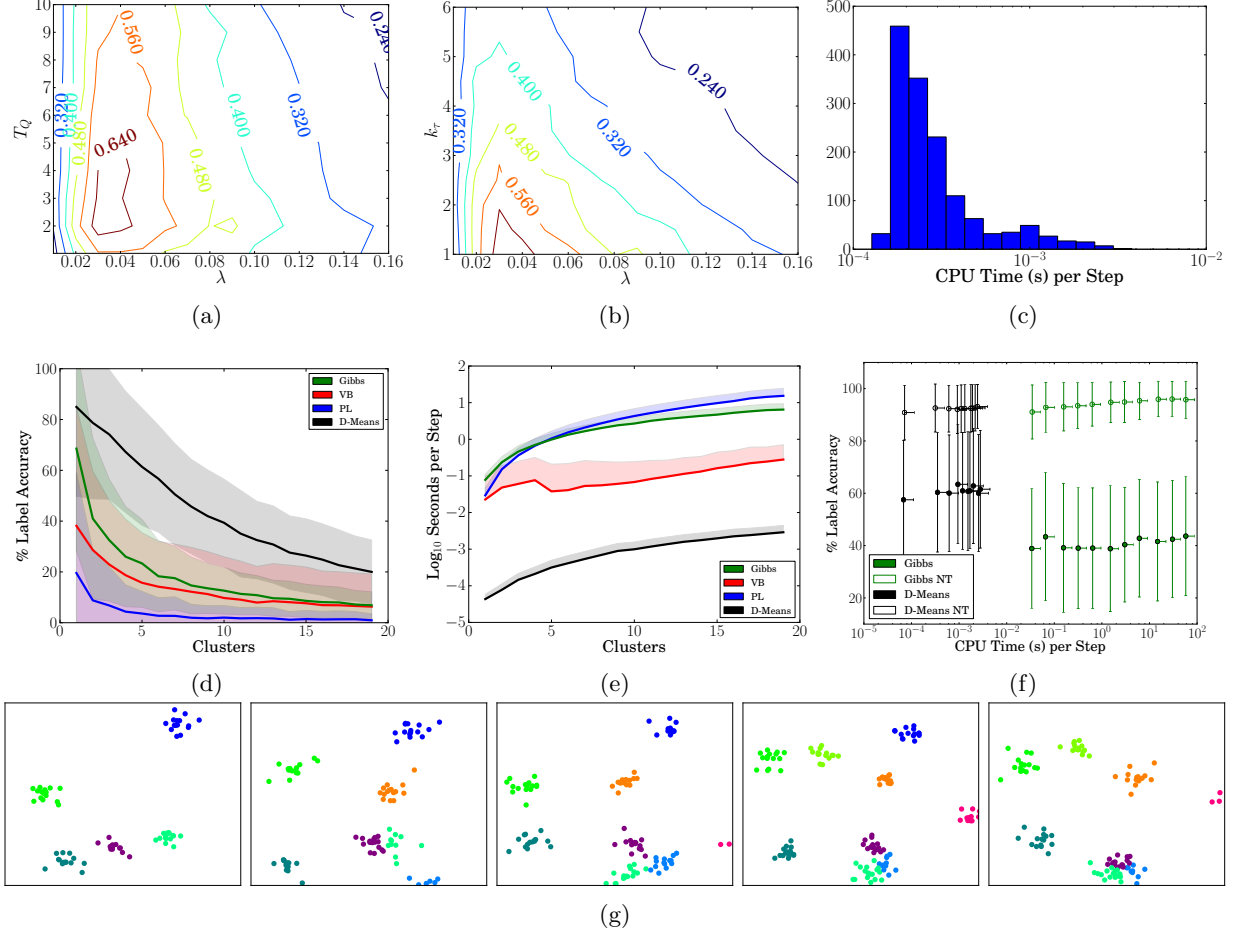 10
9
8
7
6
5
4
3
2
1
T_Q
0.320
0.400
0.480
0.560
0.640
0.480
0.400
0.320
0.240
0.02 0.04 0.06 0.08 0.10 0.12 0.14 0.16
λ
(a)
6
5
4
3
2
1
k_τ
0.320
0.400
0.480
0.560
0.320
0.240
0.02 0.04 0.06 0.08 0.10 0.12 0.14 0.16
λ
(b)
500
400
300
200
100
0
10^-4 10^-3 10^-2
CPU Time (s) per Step
(c)
100
80
60
40
20
0
% Label Accuracy
Gibbs
VB
PL
D-Means
0 5 10 15 20
Clusters
(d)
2
1
0
−1
−2
−3
−4
−5
Log_10 Seconds per Step
Gibbs
VB
PL
D-Means
0 5 10 15 20
Clusters
(e)
100
80
60
40
20
% Label Accuracy
Gibbs
Gibbs NT
D-Means
D-Means NT
10^-5 10^-4 10^-3 10^-2 10^-1 10^0 10^1 10^2
CPU Time (s) per Step
(f)
(g)